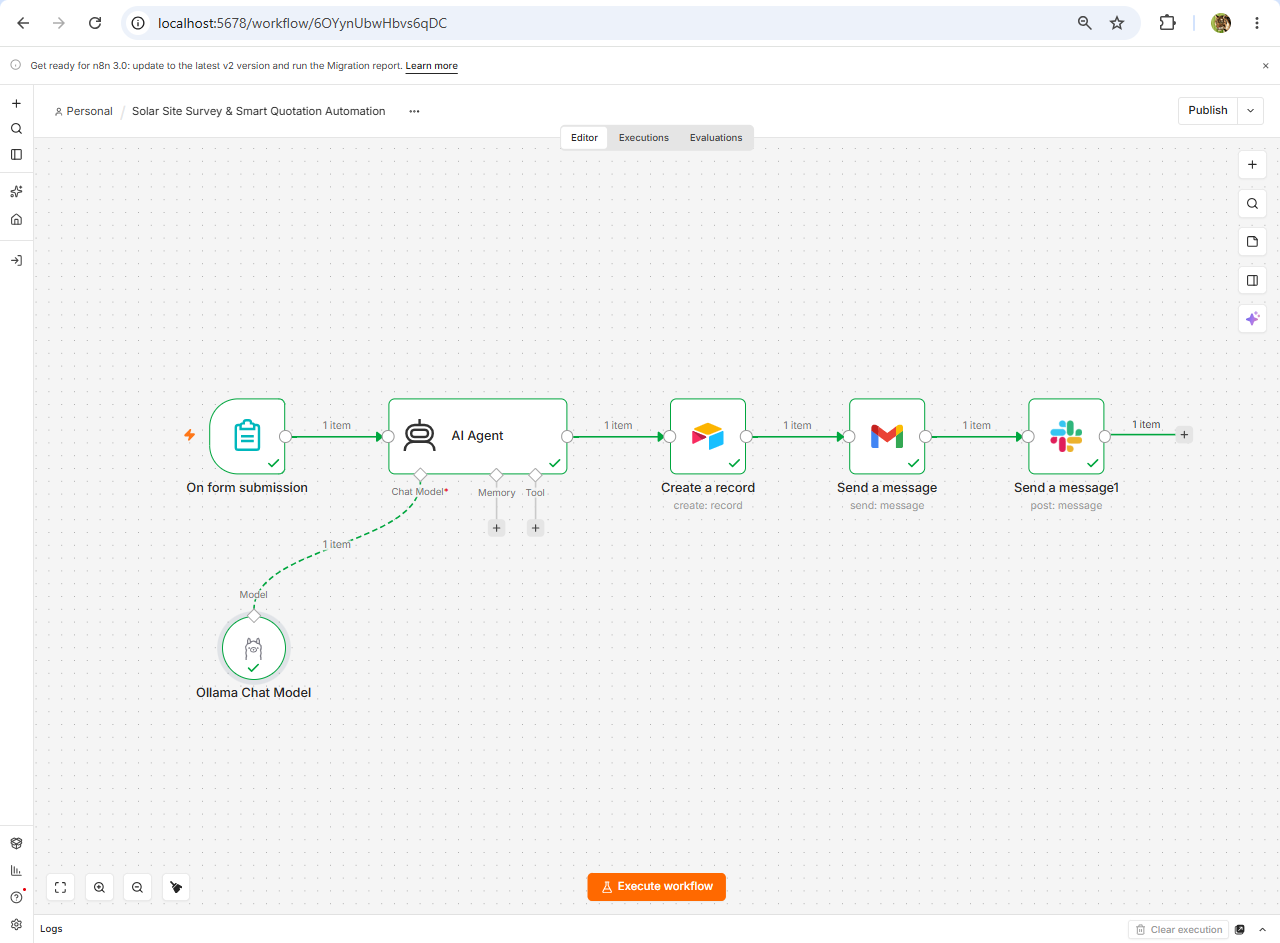 localhost:5678/workflow/6OYynUbwHbvs6qDC
Get ready for n8n 3.0: update to the latest v2 version and run the Migration report. Learn more
Personal / Solar Site Survey & Smart Quotation Automation ...
Publish
Editor Executions Evaluations
1 item
AI Agent
1 item
1 item
1 item
1 item
On form submission
Chat Model*
Memory
Tool
Create a record
create: record
Send a message
send: message
Send a message1
post: message
1 item
Model
Ollama Chat Model
Execute workflow
Logs
Clear execution